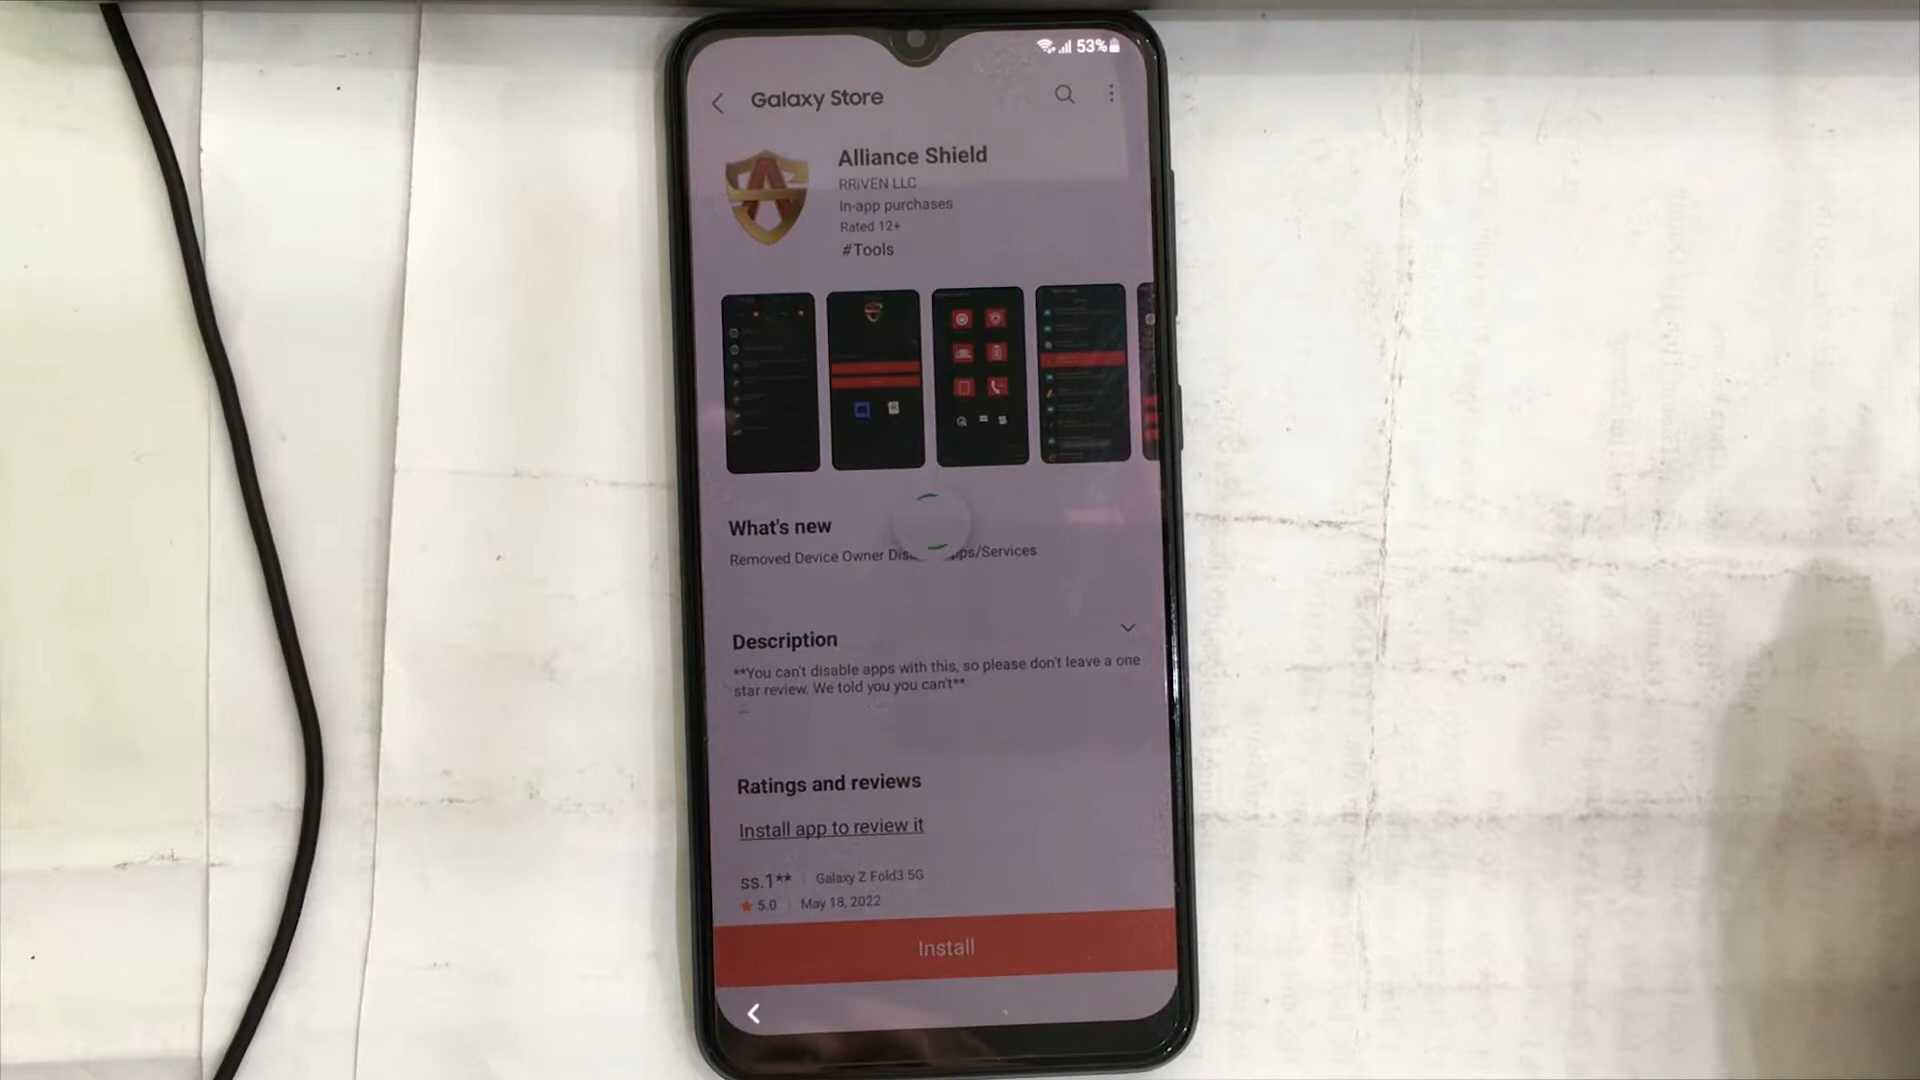 53%
Galaxy Store
Alliance Shield
RRiVEN LLC
In-app purchases
Rated 12+
#Tools
What's new
Removed Device Owner Dis ps/Services
Description
**You can't disable apps with this, so please don't leave a one
star review. We told you you can't**
Ratings and reviews
Install app to review it
ss.1** Galaxy Z Fold3 5G
5.0 May 18, 2022
Install